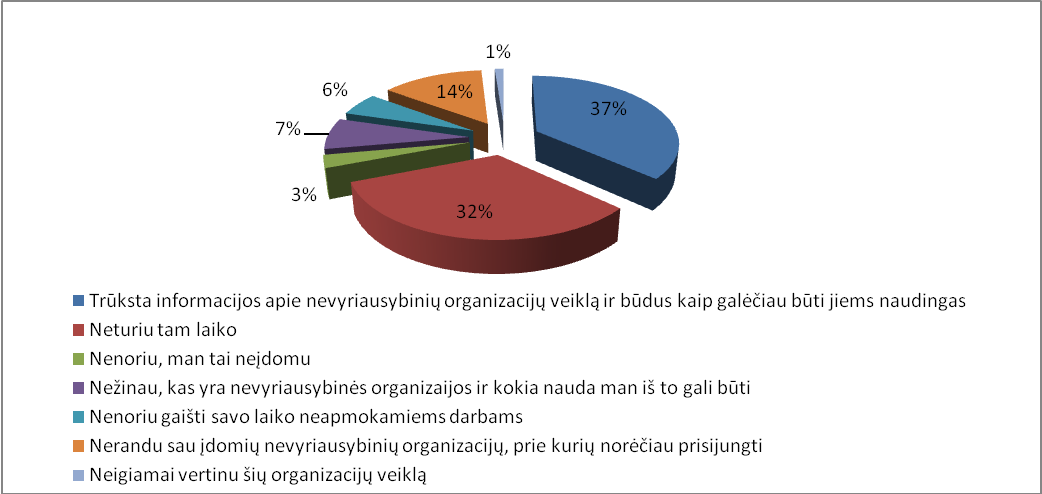 1%
6%
14%
37%
7%
3%
32%
Trūksta informacijos apie nevyriausybinių organizacijų veiklą ir būdus kaip galėčiau būti jiems naudingas
Neturiu tam laiko
Nenoriu, man tai neįdomu
Nežinau, kas yra nevyriausybinės organizaijos ir kokia nauda man iš to gali būti
Nenoriu gaišti savo laiko neapmokamiems darbams
Nerandu sau įdomių nevyriausybinių organizacijų, prie kurių norėčiau prisijungti
Neigiamai vertinu šių organizacijų veiklą